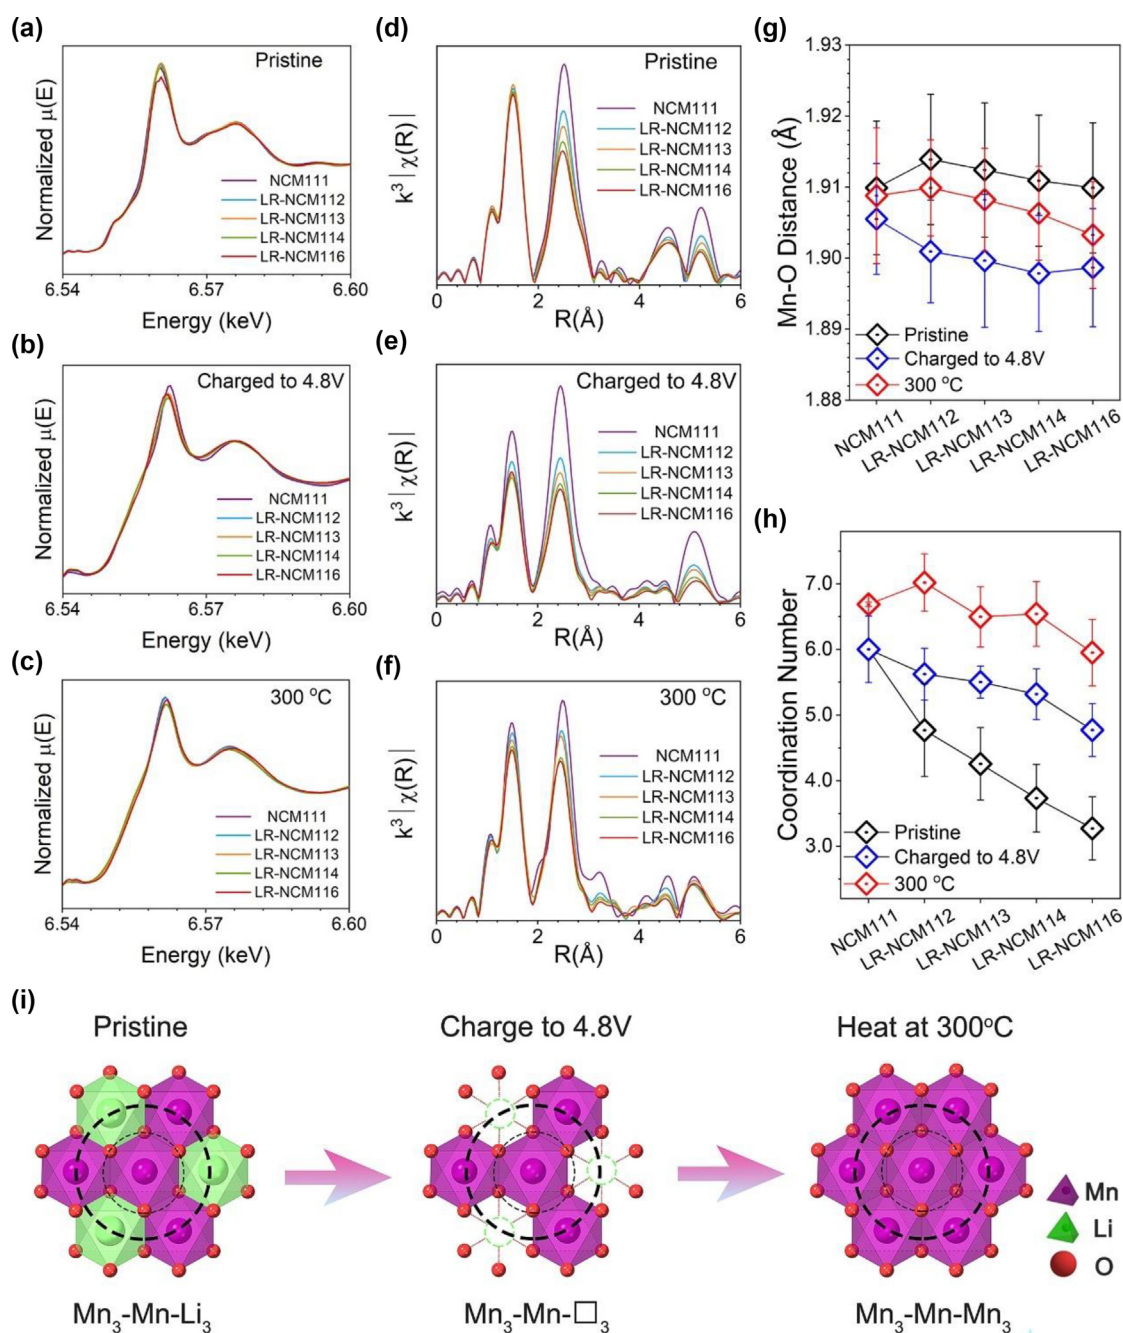 (a)
Pristine
Normalized μ(E)
NCM111
LR-NCM112
LR-NCM113
LR-NCM114
LR-NCM116
6.54 6.57 6.60
Energy (keV)
(b)
Charged to 4.8V
Normalized μ(E)
NCM111
LR-NCM112
LR-NCM113
LR-NCM114
LR-NCM116
6.54 6.57 6.60
Energy (keV)
(c)
300 °C
Normalized μ(E)
NCM111
LR-NCM112
LR-NCM113
LR-NCM114
LR-NCM116
6.54 6.57 6.60
Energy (keV)
(d)
Pristine
k³ | χ(R) |
NCM111
LR-NCM112
LR-NCM113
LR-NCM114
LR-NCM116
0 2 4 6
R(Å)
(e)
Charged to 4.8V
k³ | χ(R) |
NCM111
LR-NCM112
LR-NCM113
LR-NCM114
LR-NCM116
0 2 4 6
R(Å)
(f)
300 °C
k³ | χ(R) |
NCM111
LR-NCM112
LR-NCM113
LR-NCM114
LR-NCM116
0 2 4 6
R(Å)
(g)
Mn-O Distance (Å)
1.93
1.92
1.91
1.90
1.89
1.88
Pristine
Charged to 4.8V
300 °C
NCM111 LR-NCM112 LR-NCM113 LR-NCM114 LR-NCM116
(h)
Coordination Number
7.0
6.0
5.0
4.0
3.0
Pristine
Charged to 4.8V
300 °C
NCM111 LR-NCM112 LR-NCM113 LR-NCM114 LR-NCM116
(i)
Pristine Charge to 4.8V Heat at 300°C
Mn
Li
O
Mn₃-Mn-Li₃ Mn₃-Mn-□₃ Mn₃-Mn-Mn₃